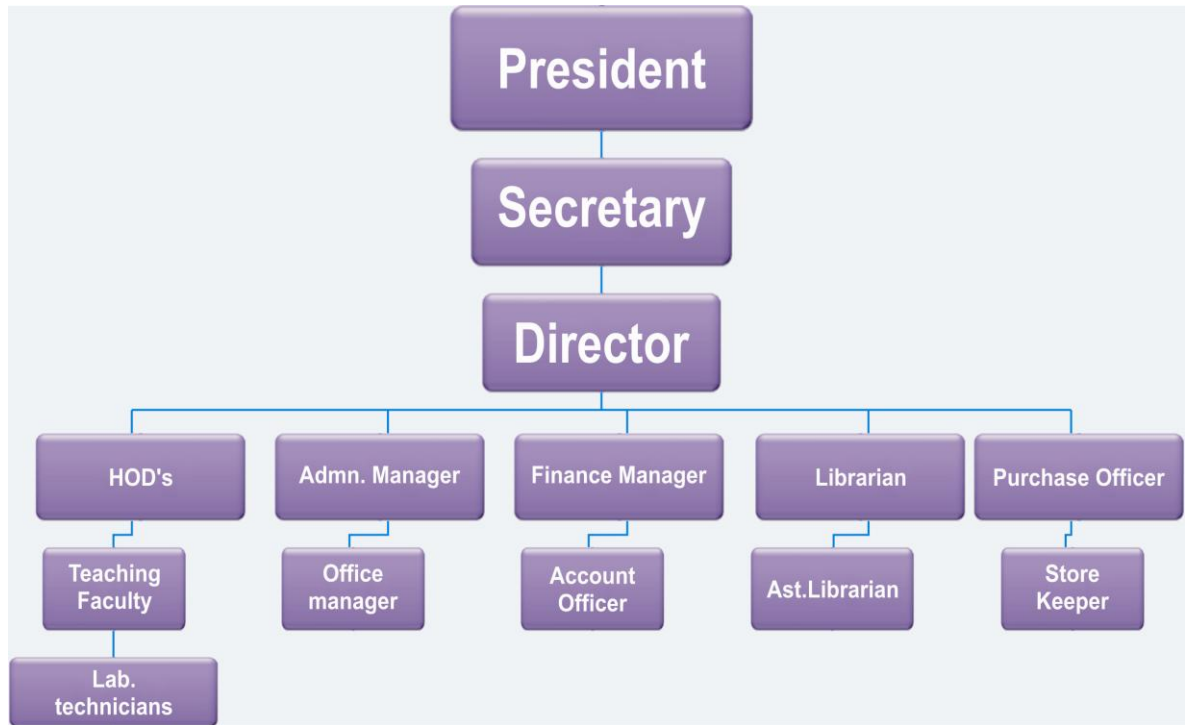 President
Secretary
Director
HOD's
Admn. Manager
Finance Manager
Librarian
Purchase Officer
Teaching
Faculty
Office
manager
Account
Officer
Ast.Librarian
Store
Keeper
Lab.
technicians